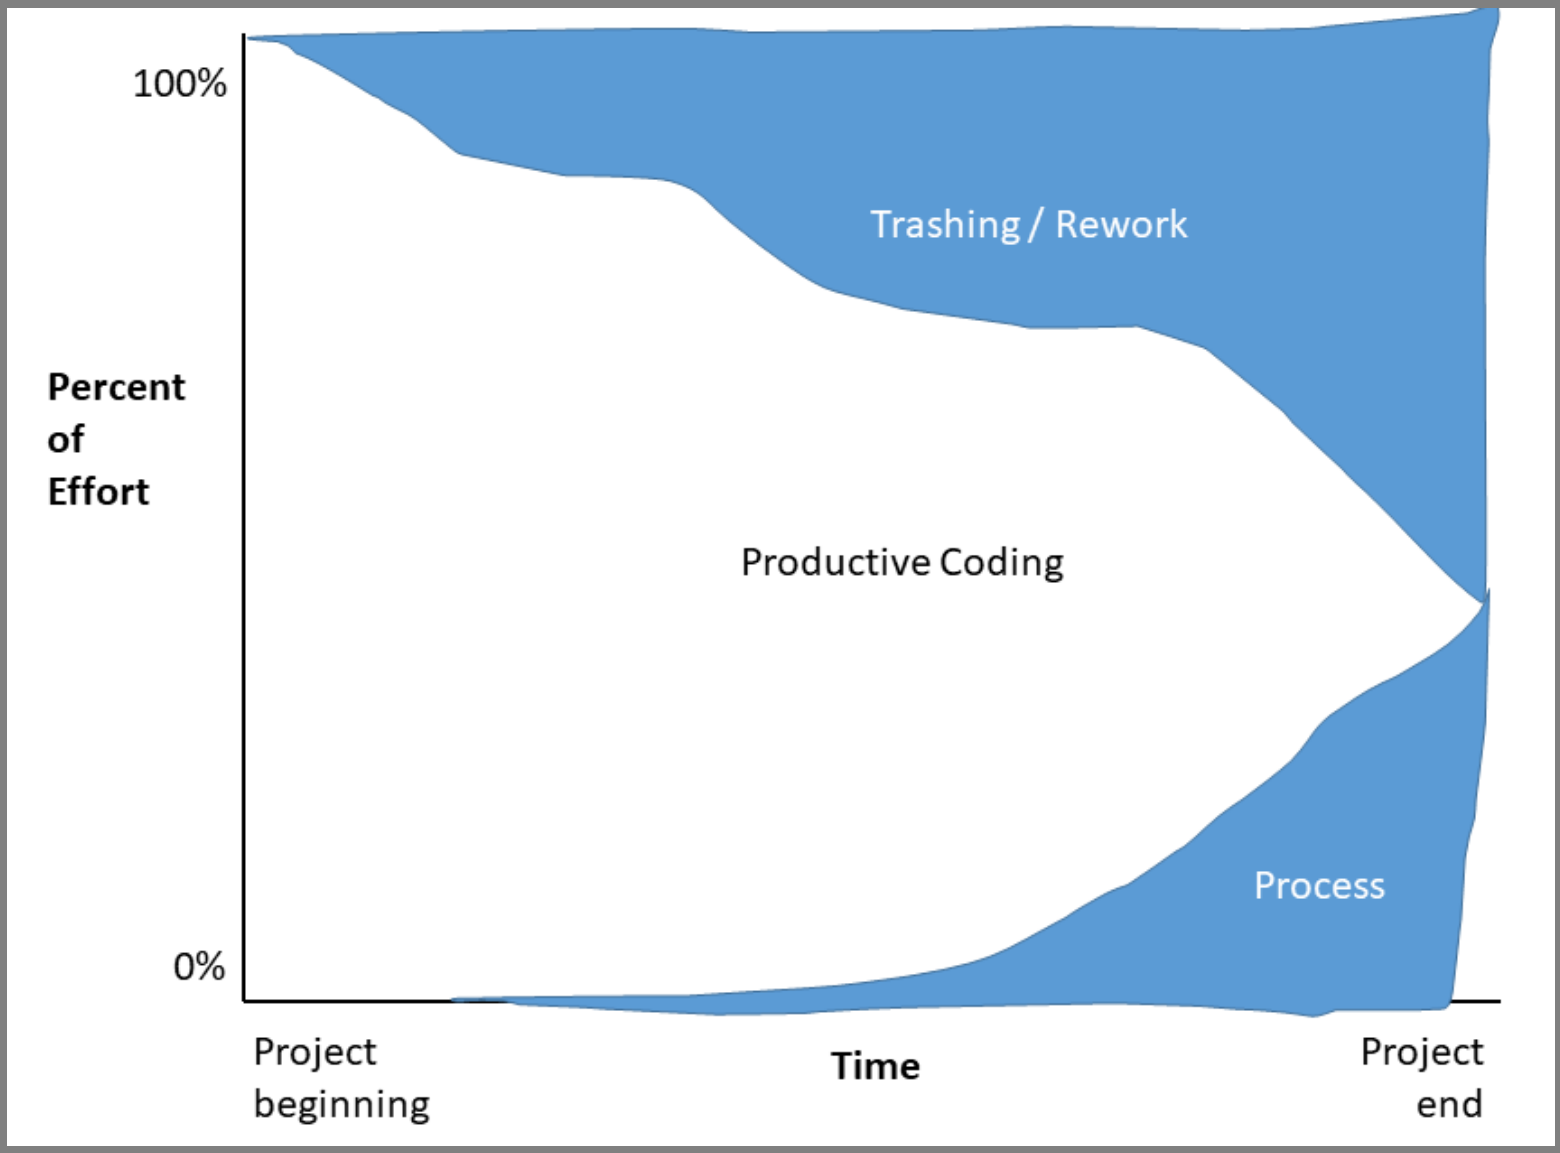 100%
Trashing / Rework
Percent
of
Effort
Productive Coding
Process
0%
Project
beginning
Time
Project
end